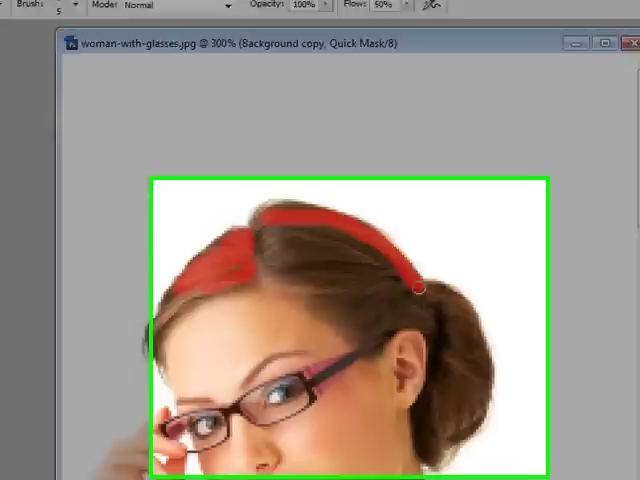 Brush: 5 Mode: Normal Opacity: 100% Flow: 50%
woman-with-glasses.jpg @ 300% (Background copy, Quick Mask/8)